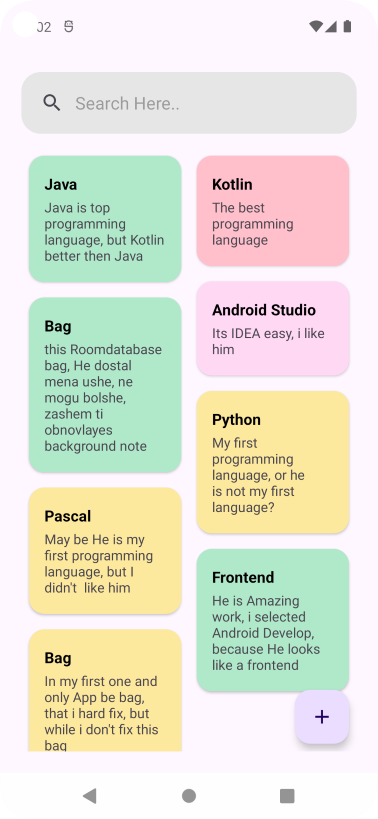 02
Search Here..
Java
Java is top
programming
language, but Kotlin
better then Java
Bag
this Roomdatabase
bag, He dostal
mena ushe, ne
mogu bolshe,
zashem ti
obnovlayes
background note
Pascal
May be He is my
first programming
language, but I
didn't  like him
Bag
In my first one and
only App be bag,
that i hard fix, but
while i don't fix this
bag
Kotlin
The best
programming
language
Android Studio
Its IDEA easy, i like
him
Python
My first
programming
language, or he
is not my first
language?
Frontend
He is Amazing
work, i selected
Android Develop,
because He looks
like a frontend
+